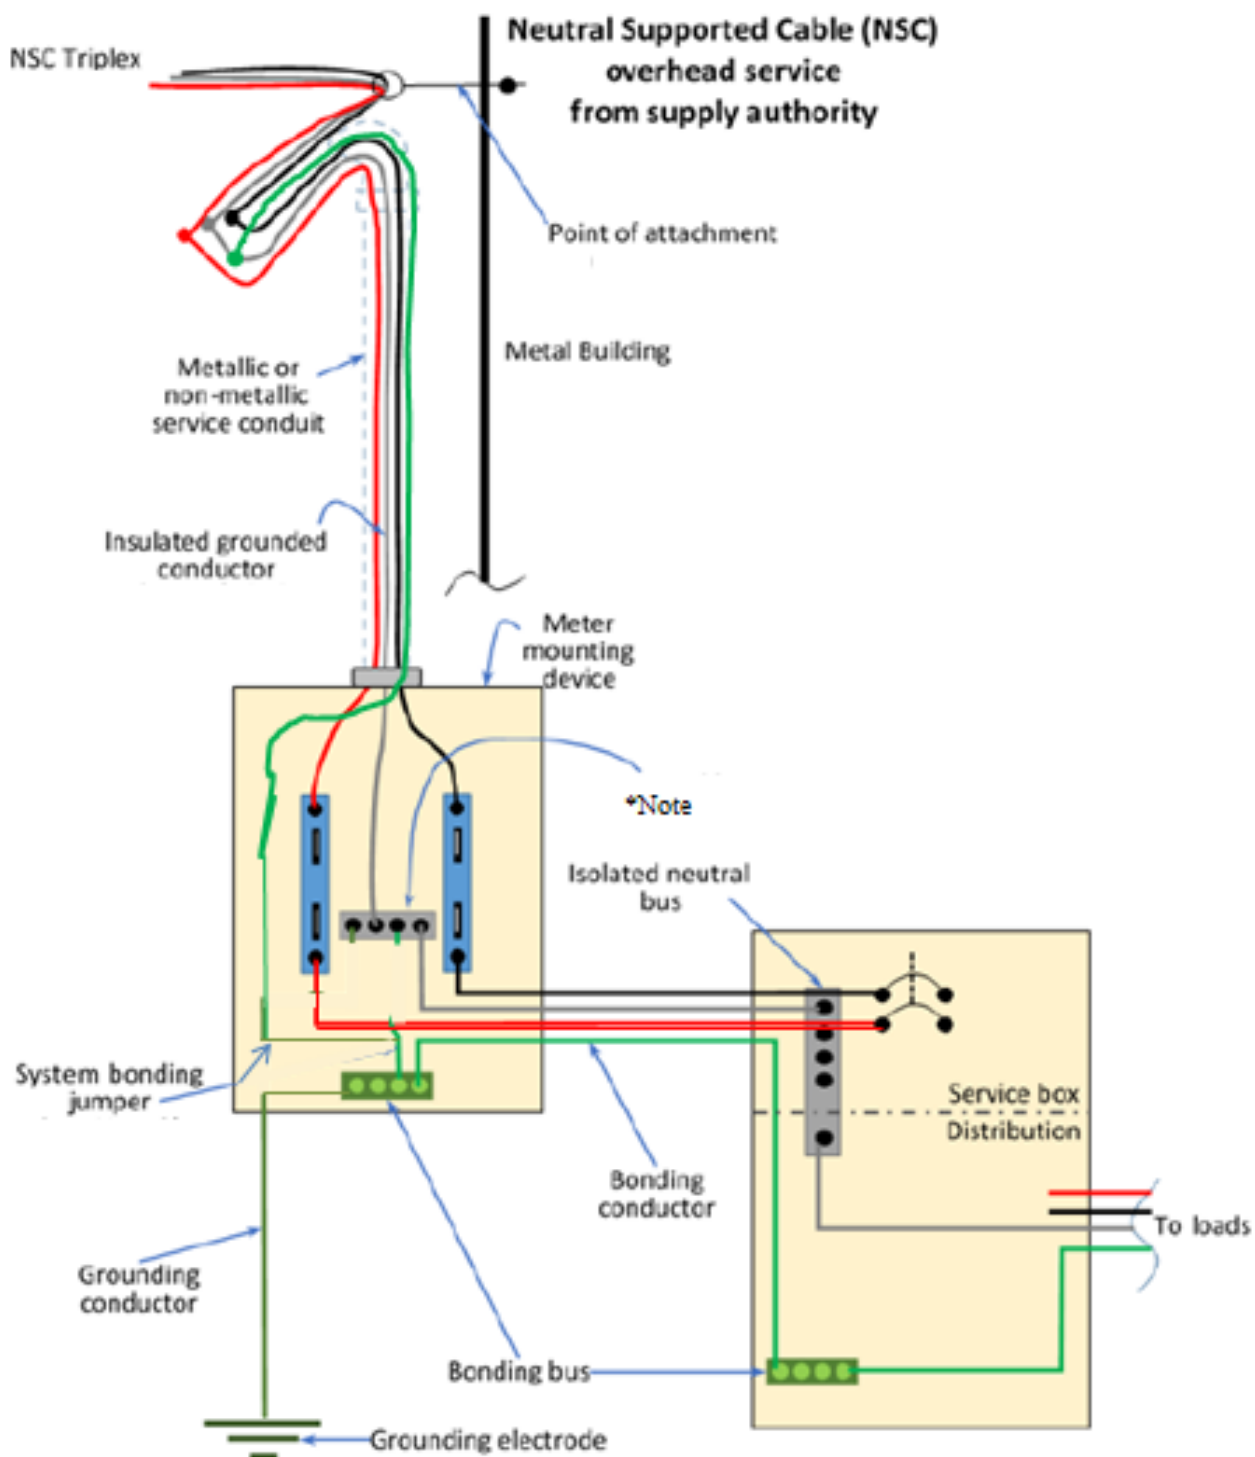 Neutral Supported Cable (NSC)
overhead service
from supply authority
NSC Triplex
Point of attachment
Metal Building
Metallic or
non-metallic
service conduit
Insulated grounded
conductor
Meter
mounting
device
*Note
Isolated neutral
bus
System bonding
jumper
Service box
Distribution
Bonding
conductor
To loads
Grounding
conductor
Bonding bus
Grounding electrode